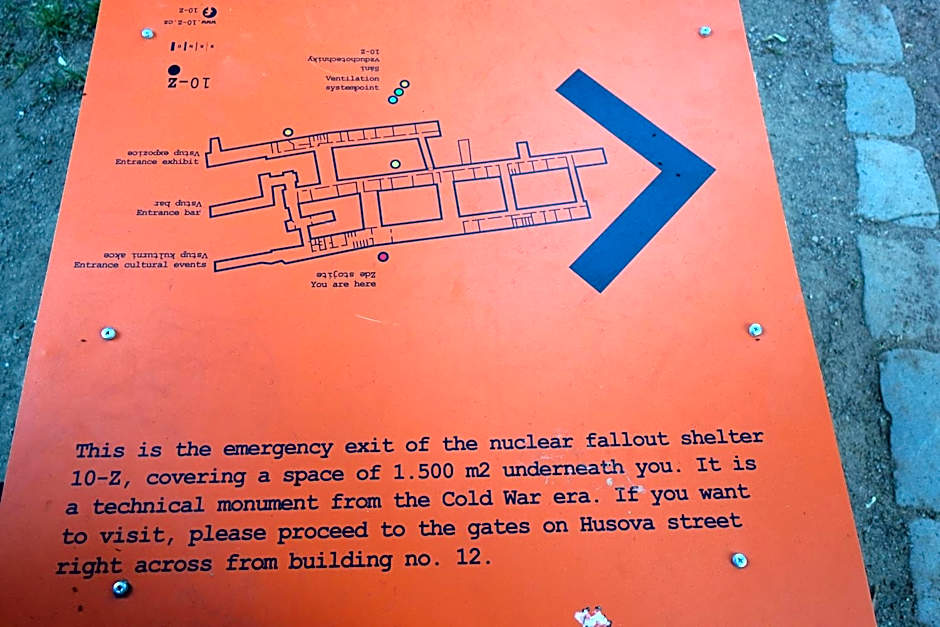 10-Z
www.10-z.cz
10-Z
10-Z
vzduchotechniky
Sání
Ventilation
systempoint
Vstup expozice
Entrance exhibit
Vstup bar
Entrance bar
Vstup kulturní akce
Entrance cultural events
Zde stojíte
You are here
This is the emergency exit of the nuclear fallout shelter
10-Z, covering a space of 1.500 m2 underneath you. It is
a technical monument from the Cold War era. If you want
to visit, please proceed to the gates on Husova street
right across from building no. 12.